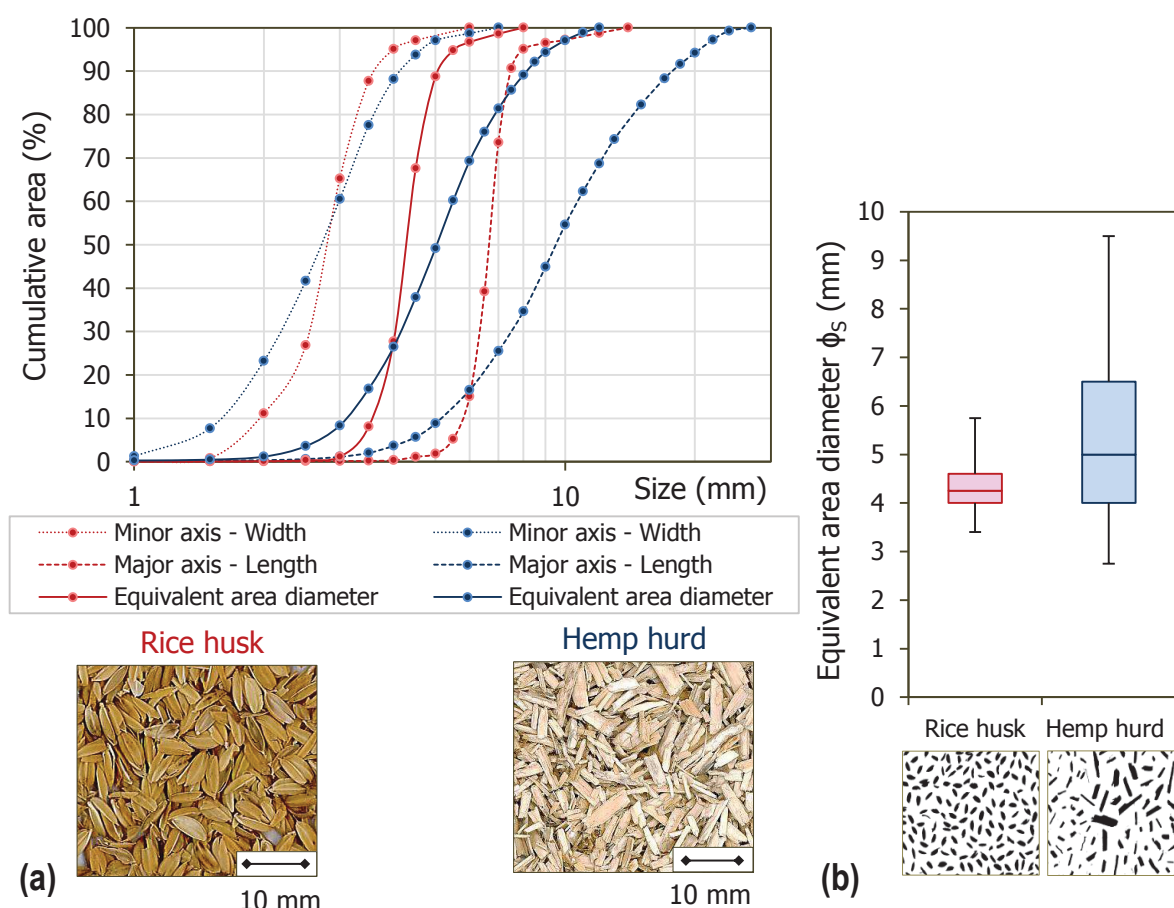 Cumulative area (%)
100
90
80
70
60
50
40
30
20
10
0
1
10
Size (mm)
Minor axis - Width
Minor axis - Width
Major axis - Length
Major axis - Length
Equivalent area diameter
Equivalent area diameter
Rice husk
Hemp hurd
10 mm
10 mm
(a)
Equivalent area diameter ϕS (mm)
10
9
8
7
6
5
4
3
2
1
0
Rice husk
Hemp hurd
(b)